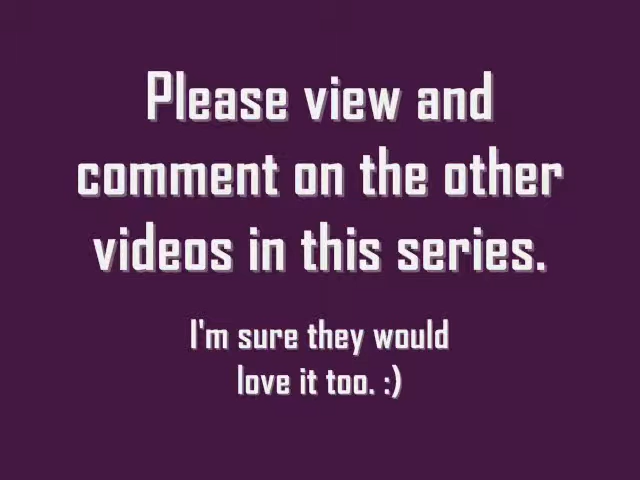 Please view and
comment on the other
videos in this series.
I'm sure they would
love it too. :)